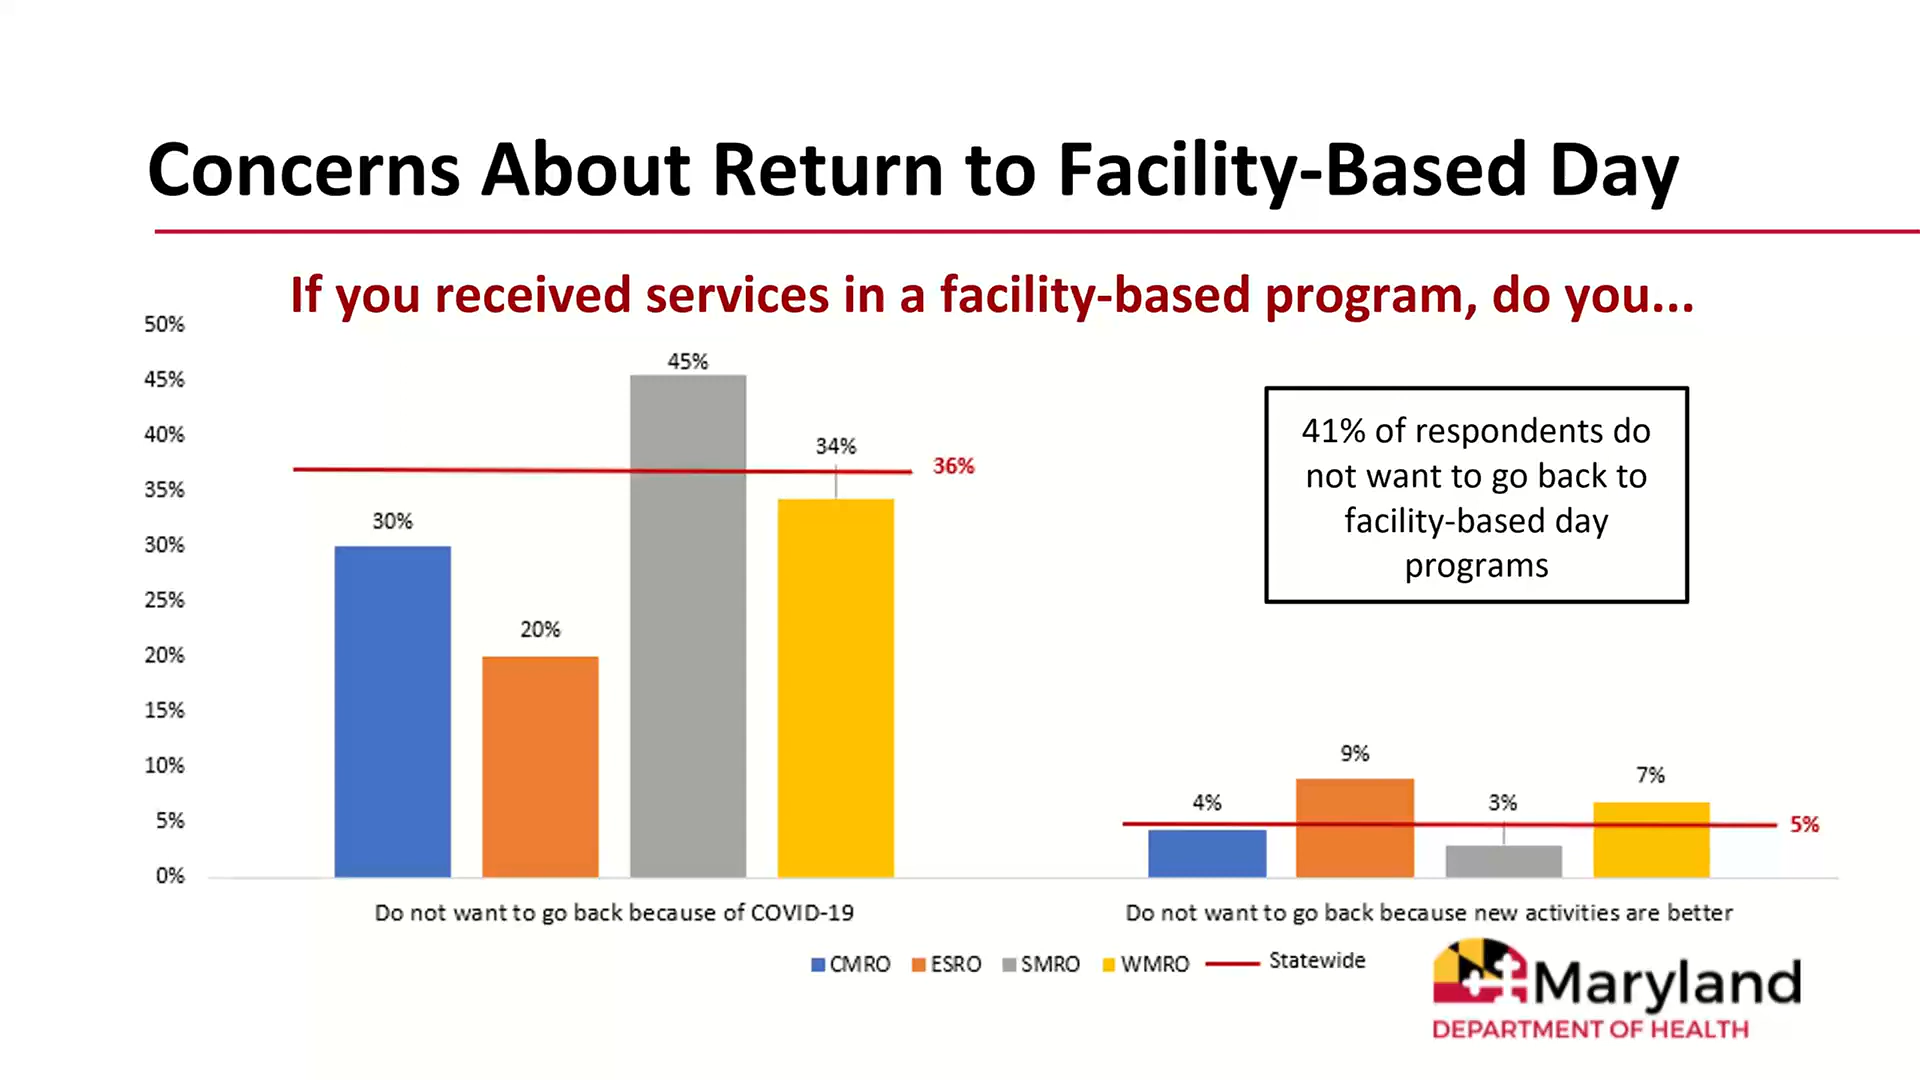 Concerns About Return to Facility-Based Day
If you received services in a facility-based program, do you...
50%
45%
40%
35%
30%
25%
20%
15%
10%
5%
0%
30%
20%
45%
34%
36%
4%
9%
3%
7%
5%
41% of respondents do
not want to go back to
facility-based day
programs
Do not want to go back because of COVID-19
Do not want to go back because new activities are better
CMRO ESRO SMRO WMRO Statewide
Maryland
DEPARTMENT OF HEALTH